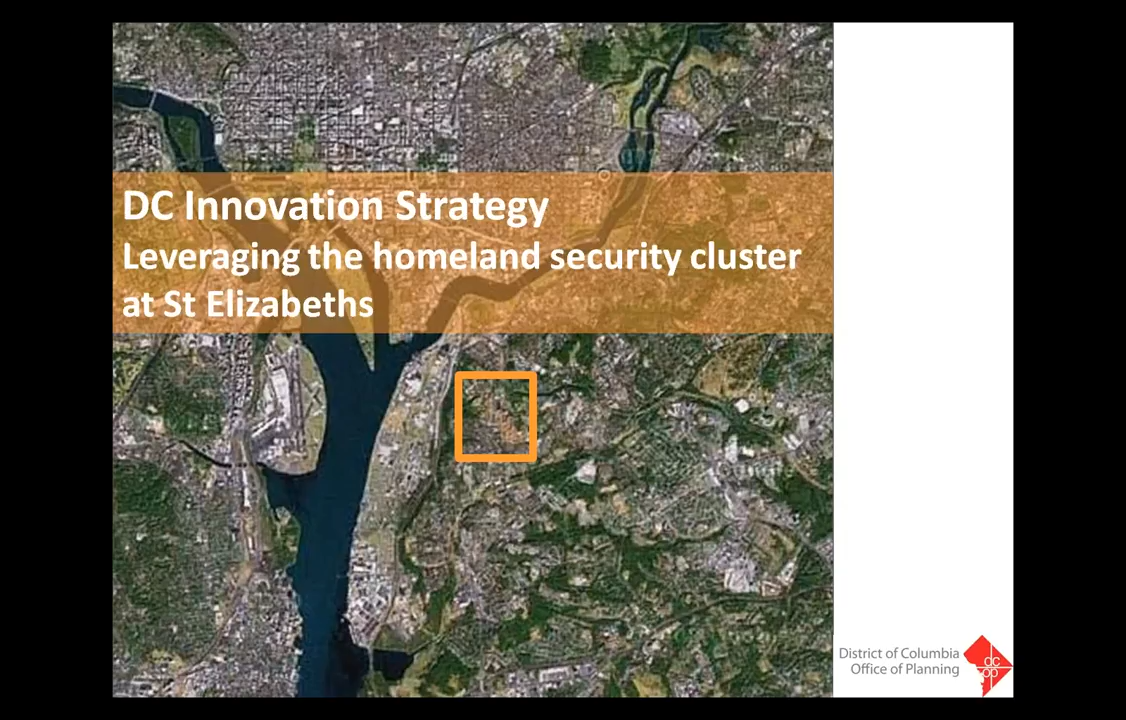 DC Innovation Strategy
Leveraging the homeland security cluster
at St Elizabeths
District of Columbia
Office of Planning
dc
op